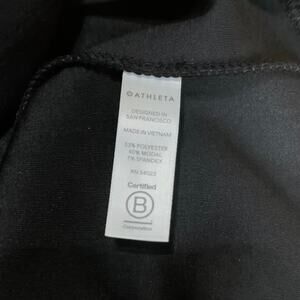 ATHLETA
DESIGNED IN
SAN FRANCISCO
MADE IN VIETNAM
53% POLYESTER
40% MODAL
7% SPANDEX
RN 54023
Certified
B
Corporation